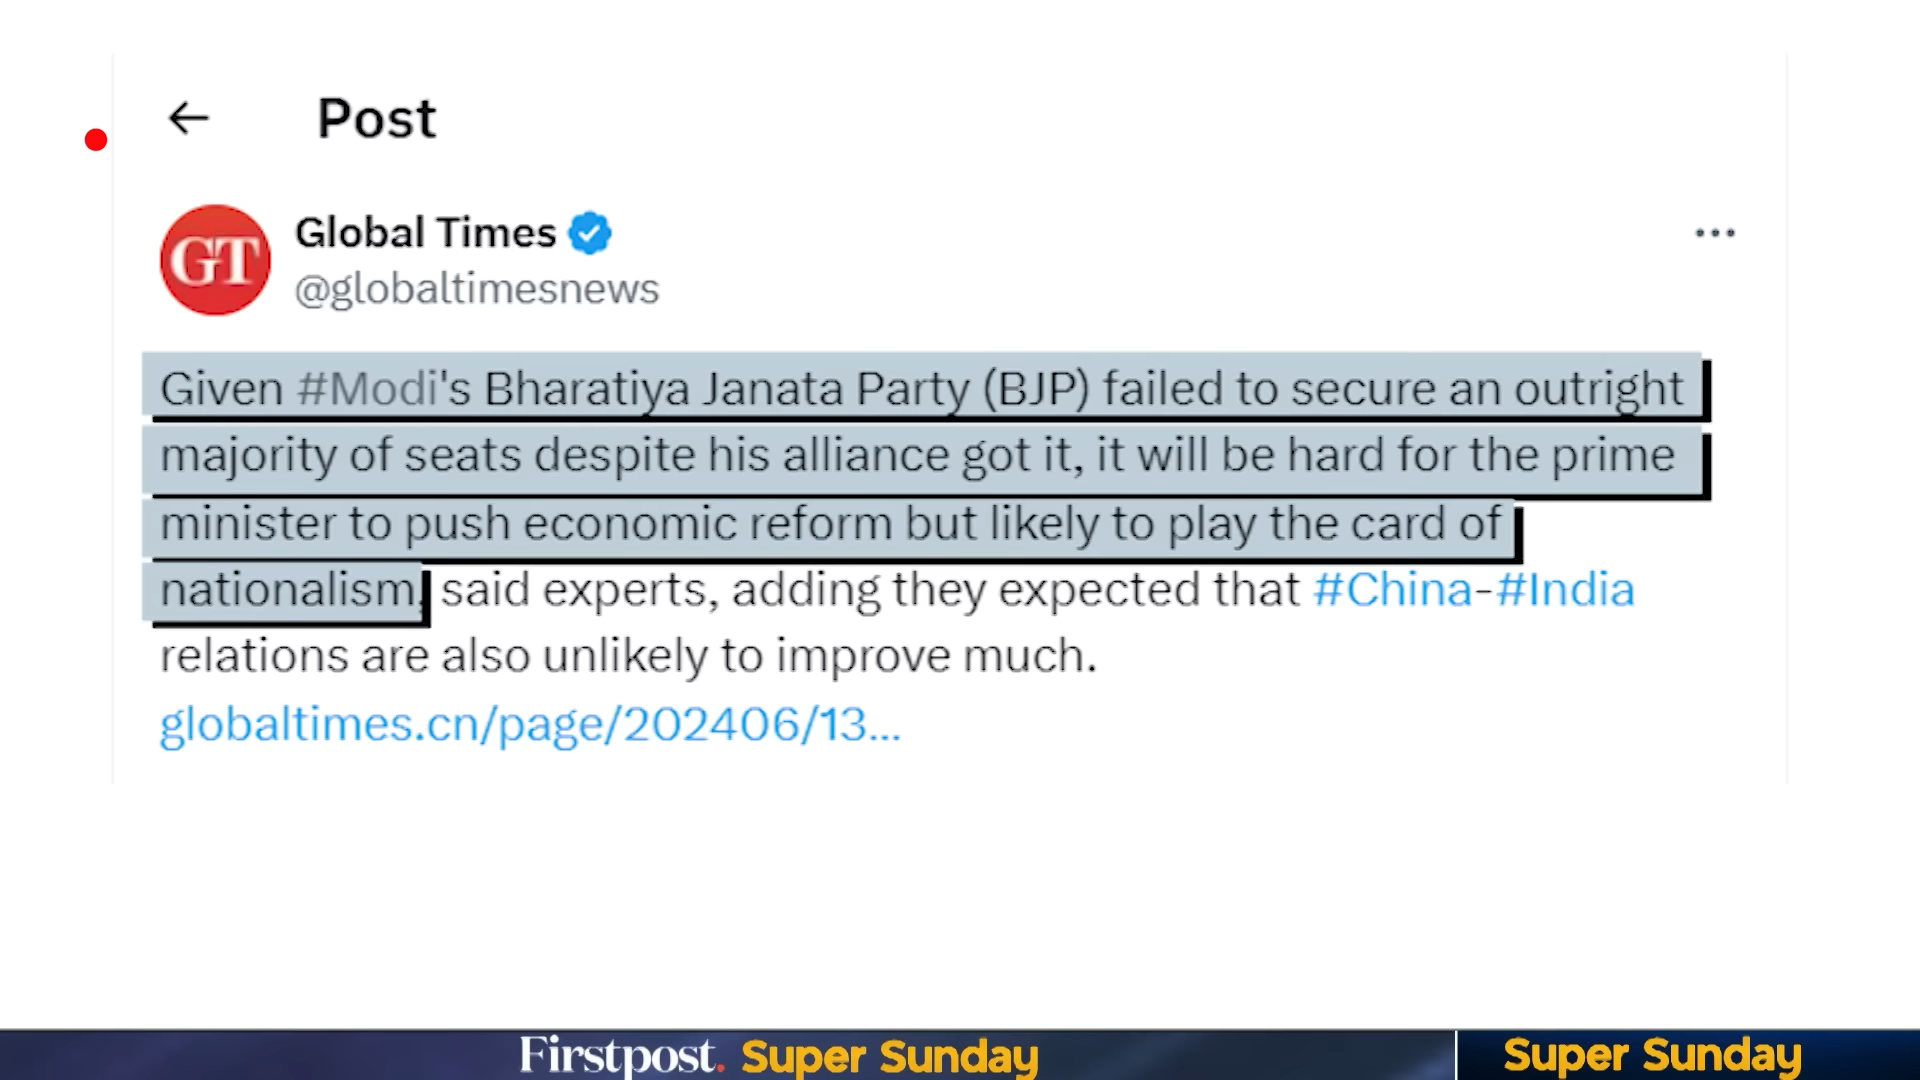 Post
GT
Global Times
@globaltimesnews
Given #Modi's Bharatiya Janata Party (BJP) failed to secure an outright
majority of seats despite his alliance got it, it will be hard for the prime
minister to push economic reform but likely to play the card of
nationalism, said experts, adding they expected that #China-#India
relations are also unlikely to improve much.
globaltimes.cn/page/202406/13...
Firstpost. Super Sunday
Super Sunday